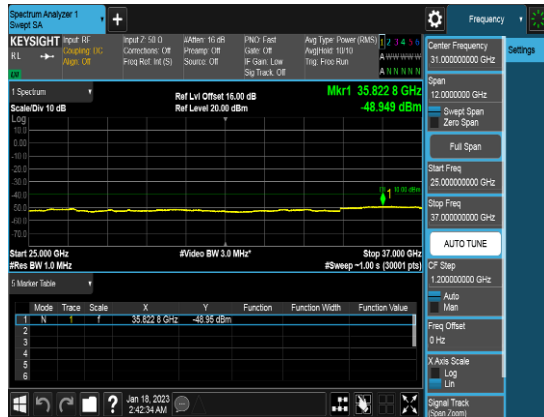 Spectrum Analyzer 1
Swept SA
+
Frequency
KEYSIGHT
RL
Input: RF
Coupling: DC
Align: Off
Input Z: 50 Ω
Corrections: Off
Freq Ref: Int (S)
#Atten: 16 dB
Preamp: Off
Source: Off
PNO: Fast
Gate: Off
IF Gain: Low
Sig Track: Off
Avg Type: Power (RMS)
Avg|Hold: 10/10
Trig: Free Run
1 2 3 4 5 6
A W W W W W
A N N N N N
1 Spectrum
Scale/Div 10 dB
Ref Lvl Offset 16.00 dB
Ref Level 20.00 dBm
Mkr1 35.822 8 GHz
-48.949 dBm
Log
10.0
0.00
-10.0
-20.0
-30.0
-40.0
-50.0
-60.0
-70.0
1
Start 25.000 GHz
#Res BW 1.0 MHz
#Video BW 3.0 MHz*
Stop 37.000 GHz
#Sweep ~1.00 s (30001 pts)
5 Marker Table
Mode Trace Scale X Y Function Function Width Function Value
1 N 1 f 35.822 8 GHz -48.95 dBm
2
3
4
5
6
Jan 18, 2023
2:42:34 AM
Center Frequency
31.000000000 GHz
Settings
Span
12.0000000 GHz
Swept Span
Zero Span
Full Span
Start Freq
25.000000000 GHz
Stop Freq
37.000000000 GHz
AUTO TUNE
CF Step
1.200000000 GHz
Auto
Man
Freq Offset
0 Hz
X Axis Scale
Log
Lin
Signal Track
(Span Zoom)